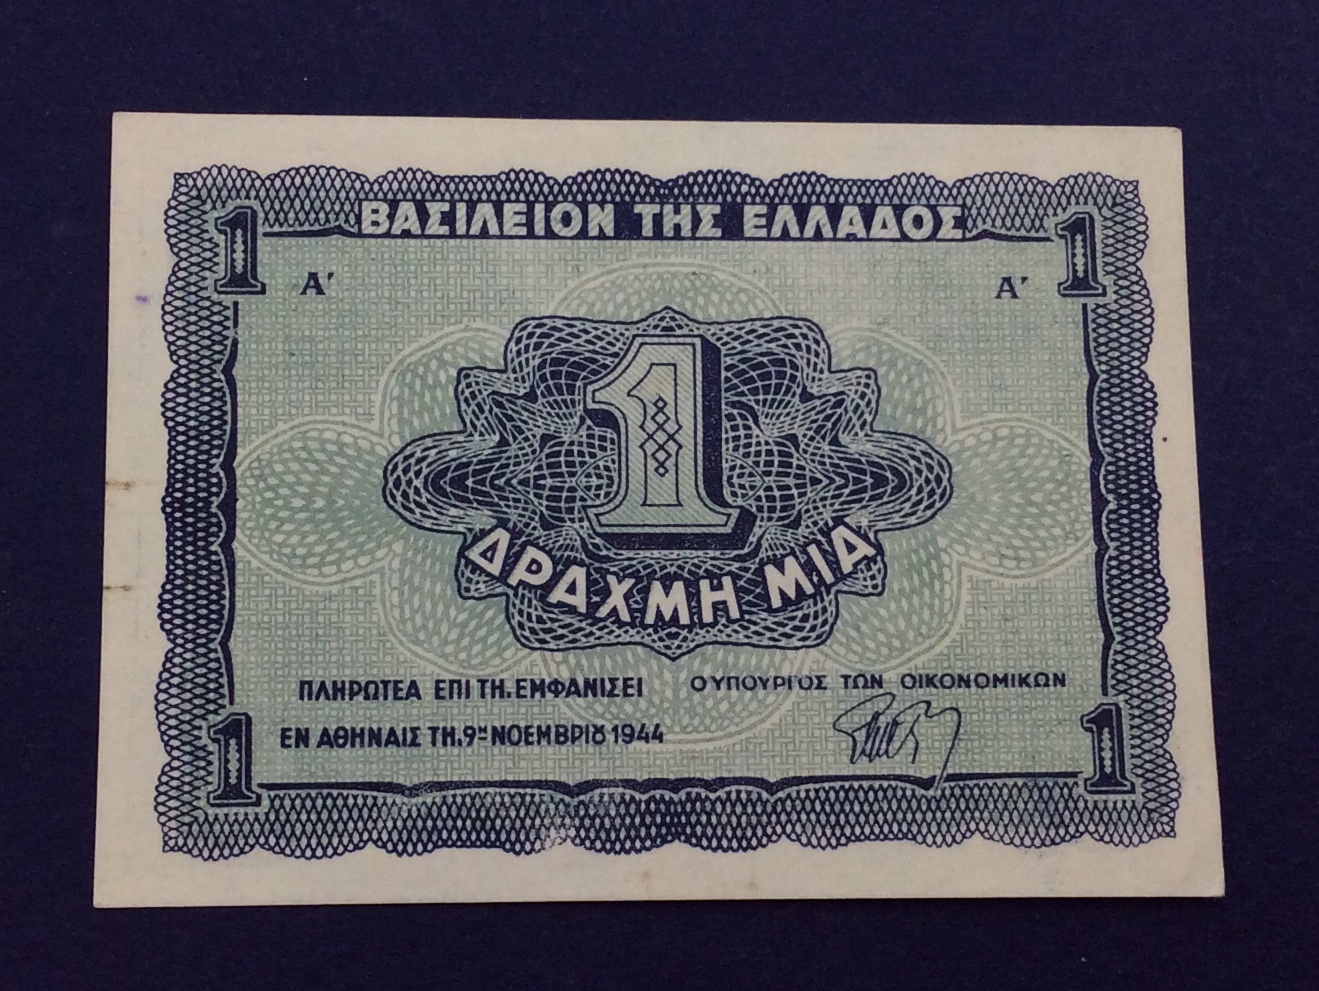 ΒΑΣΙΛΕΙΟΝ ΤΗΣ ΕΛΛΑΔΟΣ
1 1
Α′ Α′
1
ΔΡΑΧΜΗ ΜΙΑ
ΠΛΗΡΩΤΕΑ ΕΠΙ ΤΗ. ΕΜΦΑΝΙΣΕΙ Ο ΥΠΟΥΡΓΟΣ ΤΩΝ ΟΙΚΟΝΟΜΙΚΩΝ
ΕΝ ΑΘΗΝΑΙΣ ΤΗ. 9ῃ ΝΟΕΜΒΡΙȢ 1944
1 1